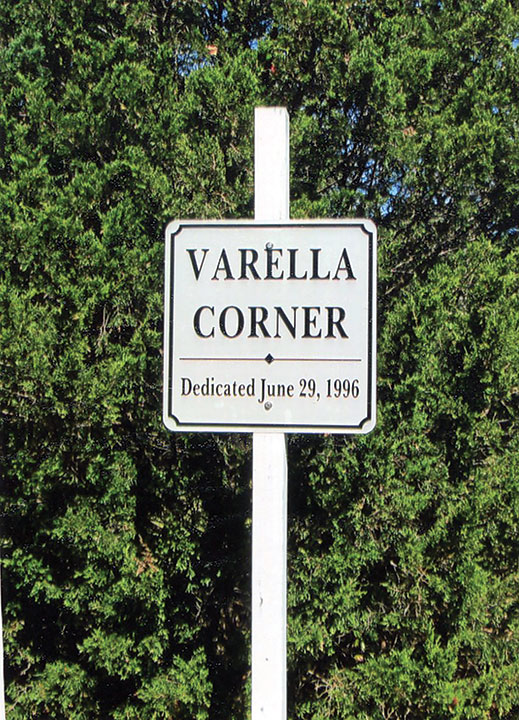 VARELLA
CORNER
Dedicated June 29, 1996